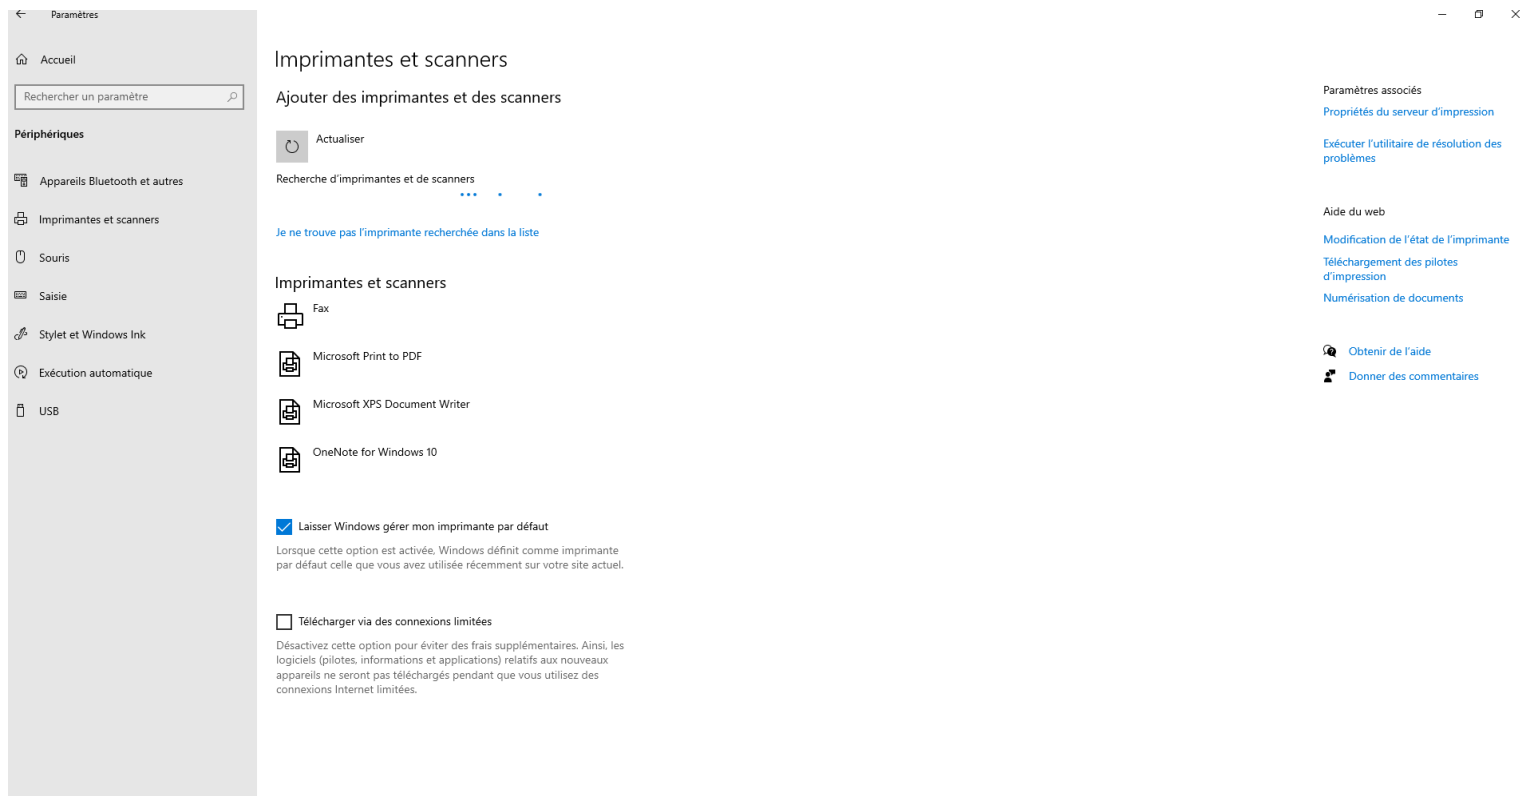 Paramètres
Accueil
Rechercher un paramètre
Périphériques
Appareils Bluetooth et autres
Imprimantes et scanners
Souris
Saisie
Stylet et Windows Ink
Exécution automatique
USB
Imprimantes et scanners
Ajouter des imprimantes et des scanners
Actualiser
Recherche d'imprimantes et de scanners
Je ne trouve pas l'imprimante recherchée dans la liste
Imprimantes et scanners
Fax
Microsoft Print to PDF
Microsoft XPS Document Writer
OneNote for Windows 10
Laisser Windows gérer mon imprimante par défaut
Lorsque cette option est activée, Windows définit comme imprimante
par défaut celle que vous avez utilisée récemment sur votre site actuel.
Télécharger via des connexions limitées
Désactivez cette option pour éviter des frais supplémentaires. Ainsi, les
logiciels (pilotes, informations et applications) relatifs aux nouveaux
appareils ne seront pas téléchargés pendant que vous utilisez des
connexions Internet limitées.
Paramètres associés
Propriétés du serveur d'impression
Exécuter l'utilitaire de résolution des
problèmes
Aide du web
Modification de l'état de l'imprimante
Téléchargement des pilotes
d'impression
Numérisation de documents
Obtenir de l'aide
Donner des commentaires